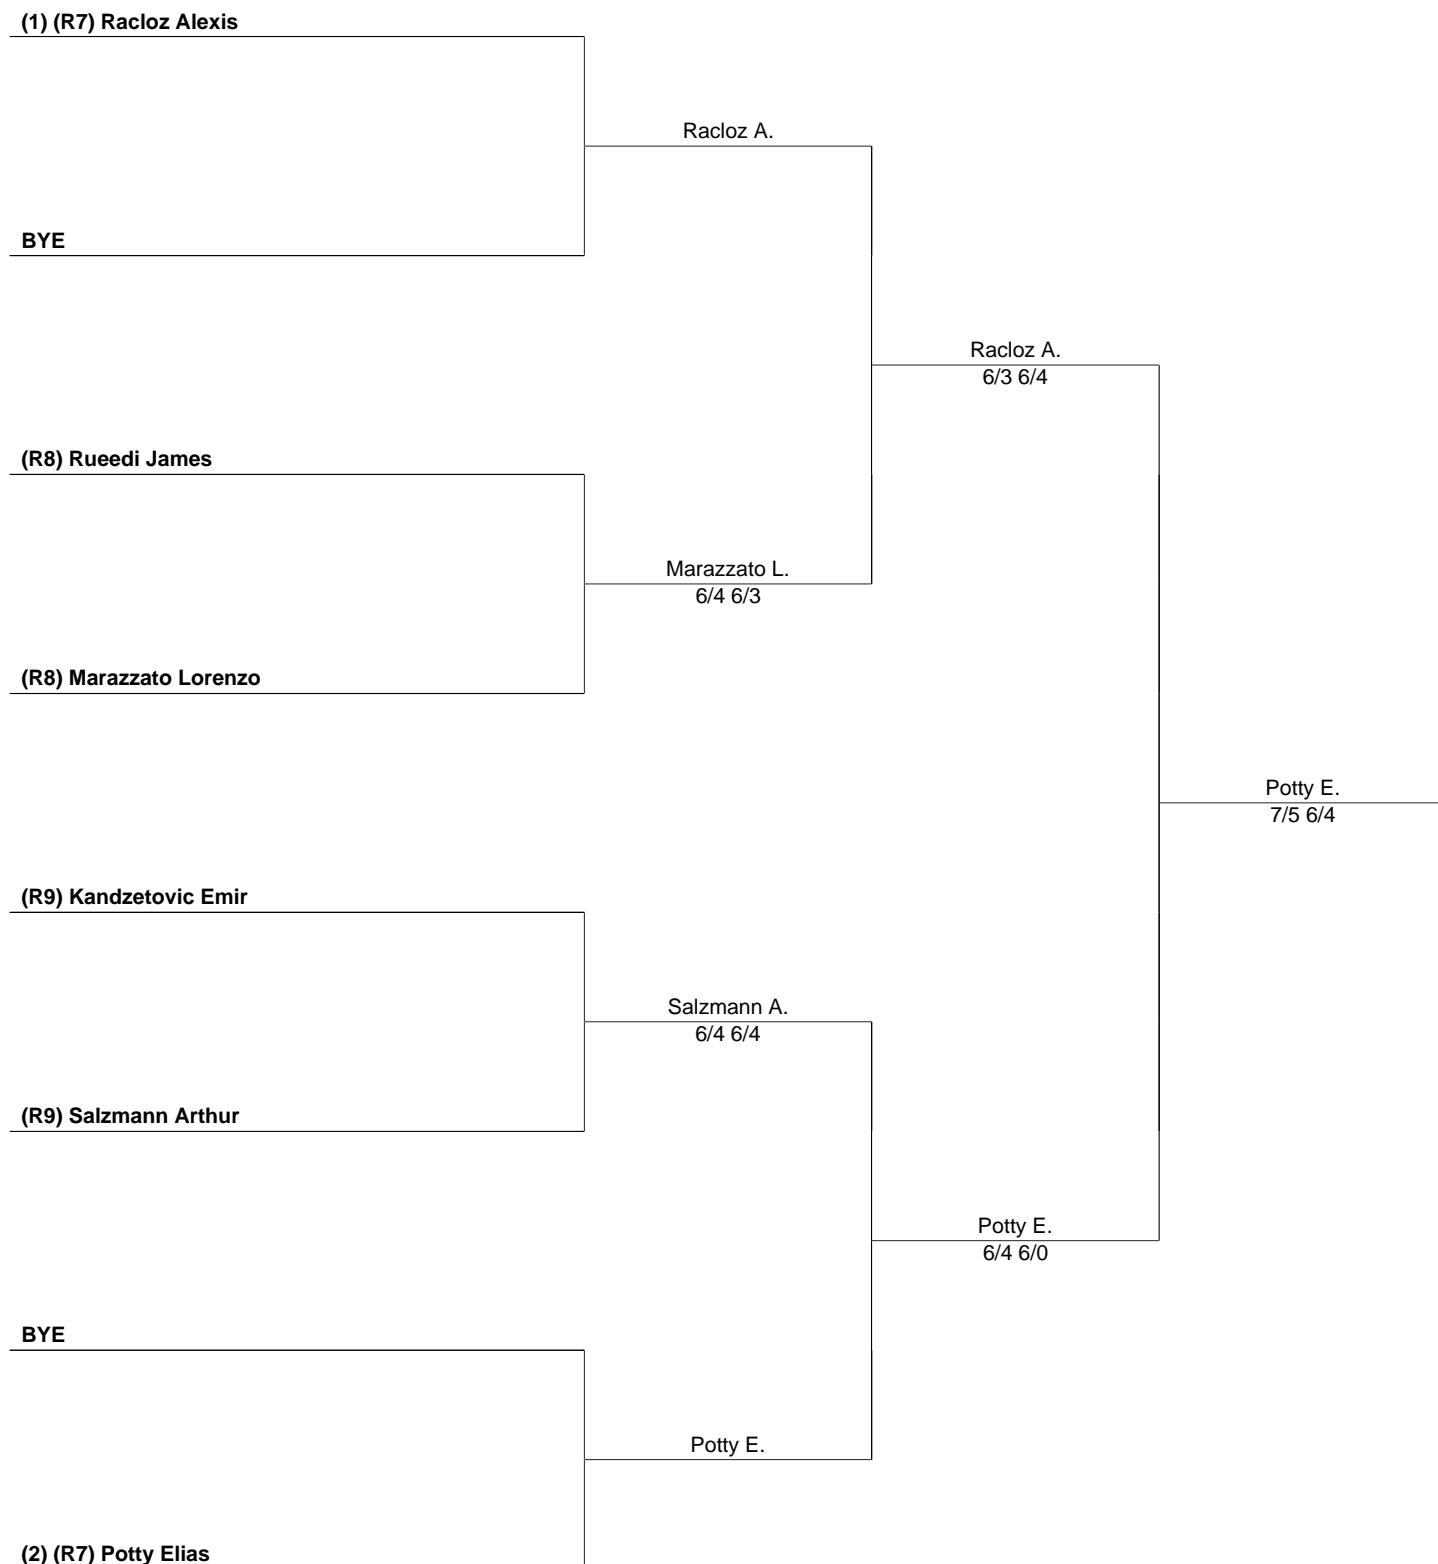 (1) (R7) Racloz Alexis
Racloz A.
BYE
Racloz A.
6/3 6/4
(R8) Rueedi James
Marazzato L.
6/4 6/3
(R8) Marazzato Lorenzo
Potty E.
7/5 6/4
(R9) Kandzetovic Emir
Salzmann A.
6/4 6/4
(R9) Salzmann Arthur
Potty E.
6/4 6/0
BYE
Potty E.
(2) (R7) Potty Elias